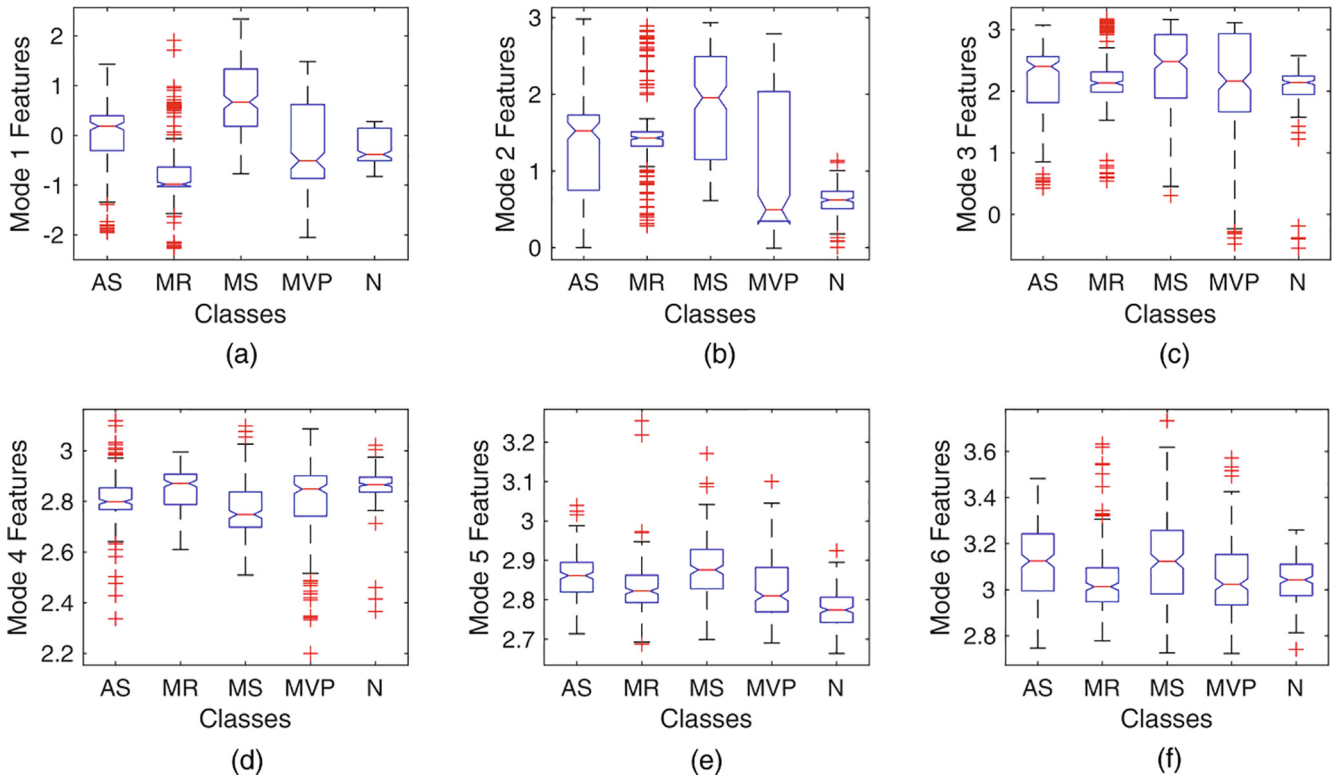 Mode 1 Features
2
1
0
-1
-2
AS MR MS MVP N
Classes
(a)
Mode 2 Features
3
2
1
0
AS MR MS MVP N
Classes
(b)
Mode 3 Features
3
2
1
0
AS MR MS MVP N
Classes
(c)
Mode 4 Features
3
2.8
2.6
2.4
2.2
AS MR MS MVP N
Classes
(d)
Mode 5 Features
3.2
3.1
3
2.9
2.8
2.7
AS MR MS MVP N
Classes
(e)
Mode 6 Features
3.6
3.4
3.2
3
2.8
AS MR MS MVP N
Classes
(f)